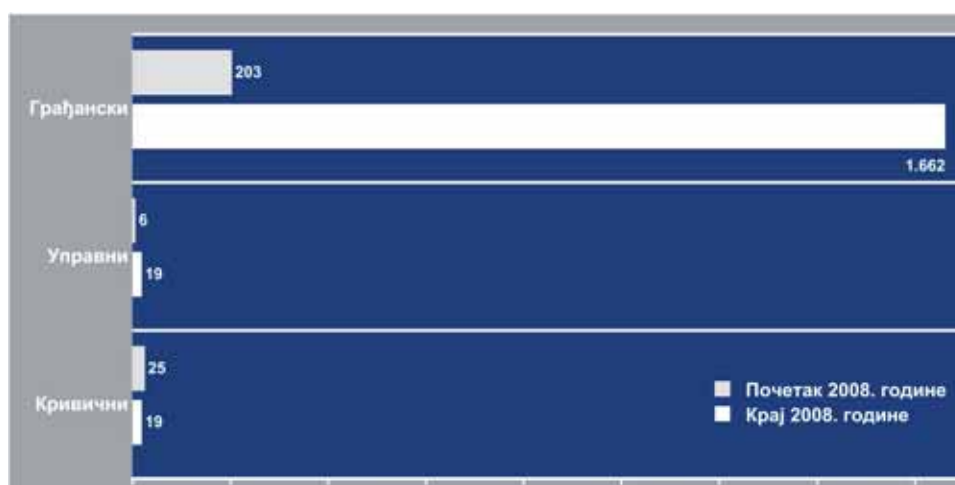 203
Грађански
1.662
6
Управни
19
25
Кривични
19
Почетак 2008. године
Крај 2008. године